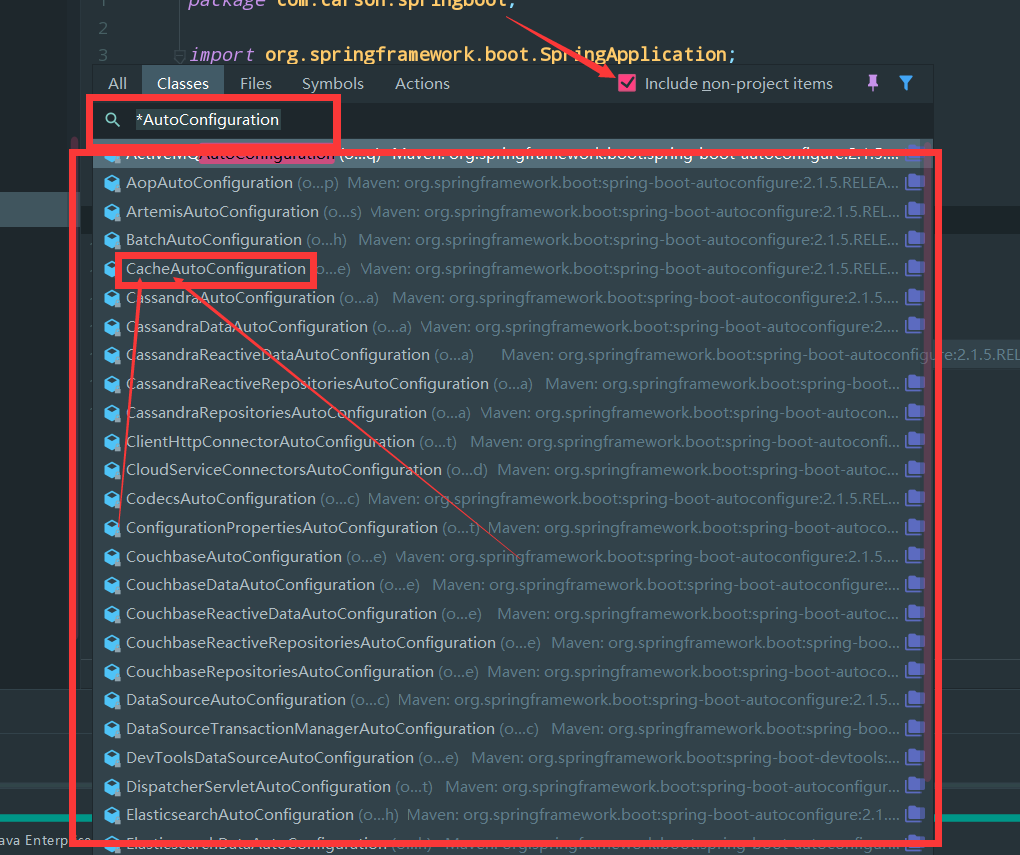 1 package com.carson.springboot;
2
3 import org.springframework.boot.SpringApplication;
All Classes Files Symbols Actions Include non-project items
*AutoConfiguration
ActiveMQAutoConfiguration (o...q) Maven: org.springframework.boot:spring-boot-autoconfigure:2.1.5....
AopAutoConfiguration (o...p) Maven: org.springframework.boot:spring-boot-autoconfigure:2.1.5.RELEA...
ArtemisAutoConfiguration (o...s) Maven: org.springframework.boot:spring-boot-autoconfigure:2.1.5.REL...
BatchAutoConfiguration (o...h) Maven: org.springframework.boot:spring-boot-autoconfigure:2.1.5.RELE...
CacheAutoConfiguration (o...e) Maven: org.springframework.boot:spring-boot-autoconfigure:2.1.5.RELE...
CassandraAutoConfiguration (o...a) Maven: org.springframework.boot:spring-boot-autoconfigure:2.1.5....
CassandraDataAutoConfiguration (o...a) Maven: org.springframework.boot:spring-boot-autoconfigure:2....
CassandraReactiveDataAutoConfiguration (o...a) Maven: org.springframework.boot:spring-boot-autoconfigure:2.1.5.REL
CassandraReactiveRepositoriesAutoConfiguration (o...a) Maven: org.springframework.boot:spring-boot...
CassandraRepositoriesAutoConfiguration (o...a) Maven: org.springframework.boot:spring-boot-autocon...
ClientHttpConnectorAutoConfiguration (o...t) Maven: org.springframework.boot:spring-boot-autoconfi...
CloudServiceConnectorsAutoConfiguration (o...d) Maven: org.springframework.boot:spring-boot-autoc...
CodecsAutoConfiguration (o...c) Maven: org.springframework.boot:spring-boot-autoconfigure:2.1.5.REL...
ConfigurationPropertiesAutoConfiguration (o...t) Maven: org.springframework.boot:spring-boot-autoco...
CouchbaseAutoConfiguration (o...e) Maven: org.springframework.boot:spring-boot-autoconfigure:2.1.5....
CouchbaseDataAutoConfiguration (o...e) Maven: org.springframework.boot:spring-boot-autoconfigure:...
CouchbaseReactiveDataAutoConfiguration (o...e) Maven: org.springframework.boot:spring-boot-autoc...
CouchbaseReactiveRepositoriesAutoConfiguration (o...e) Maven: org.springframework.boot:spring-boo...
CouchbaseRepositoriesAutoConfiguration (o...e) Maven: org.springframework.boot:spring-boot-autoco...
DataSourceAutoConfiguration (o...c) Maven: org.springframework.boot:spring-boot-autoconfigure:2.1.5...
DataSourceTransactionManagerAutoConfiguration (o...c) Maven: org.springframework.boot:spring-boo...
DevToolsDataSourceAutoConfiguration (o...e) Maven: org.springframework.boot:spring-boot-devtools:...
DispatcherServletAutoConfiguration (o...t) Maven: org.springframework.boot:spring-boot-autoconfigur...
ElasticsearchAutoConfiguration (o...h) Maven: org.springframework.boot:spring-boot-autoconfigure:2.1....
ava Enterprise ElasticsearchDataAutoConfiguration